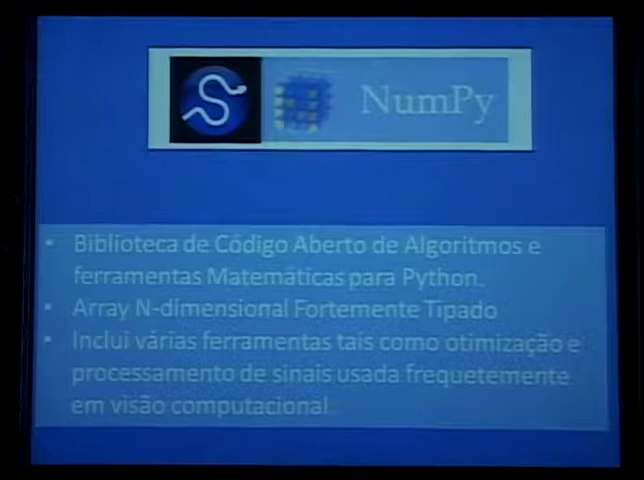 NumPy
• Biblioteca de Código Aberto de Algoritmos e
ferramentas Matemáticas para Python.
• Array N-dimensional Fortemente Tipado
• Inclui várias ferramentas tais como otimização e
processamento de sinais usada frequetemente
em visão computacional.